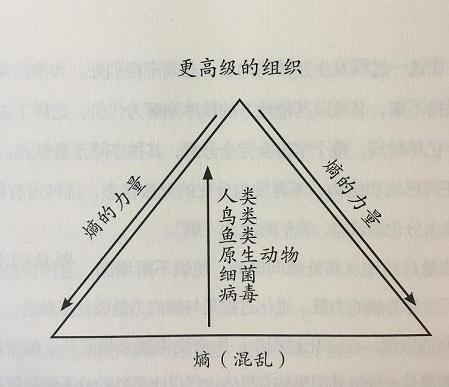 更高级的组织
熵的力量
熵的力量
人类
鸟类
鱼类
原生动物
细菌
病毒
熵（混乱）